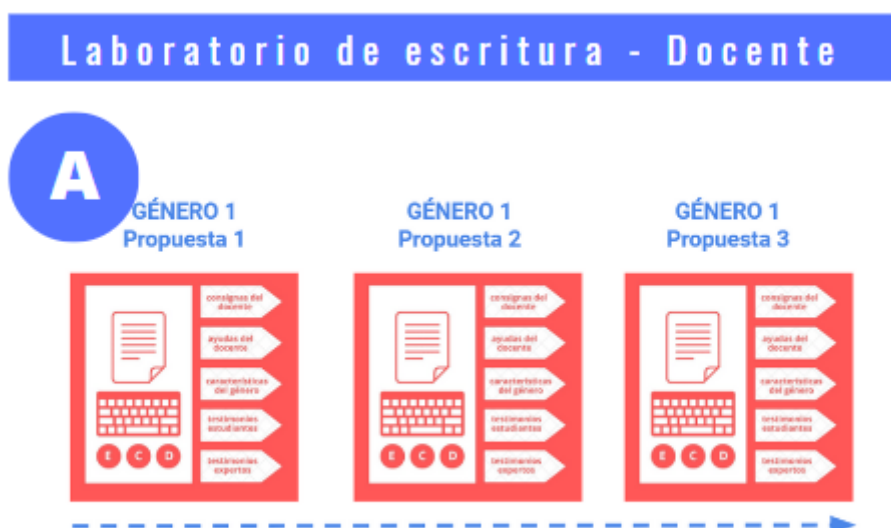 Laboratorio de escritura - Docente
A
GÉNERO 1
Propuesta 1
GÉNERO 1
Propuesta 2
GÉNERO 1
Propuesta 3
consignas del
docente
ayudas del
docente
características
del género
testimonios
estudiantes
testimonios
expertos
E C D
consignas del
docente
ayudas del
docente
características
del género
testimonios
estudiantes
testimonios
expertos
E C D
consignas del
docente
ayudas del
docente
características
del género
testimonios
estudiantes
testimonios
expertos
E C D